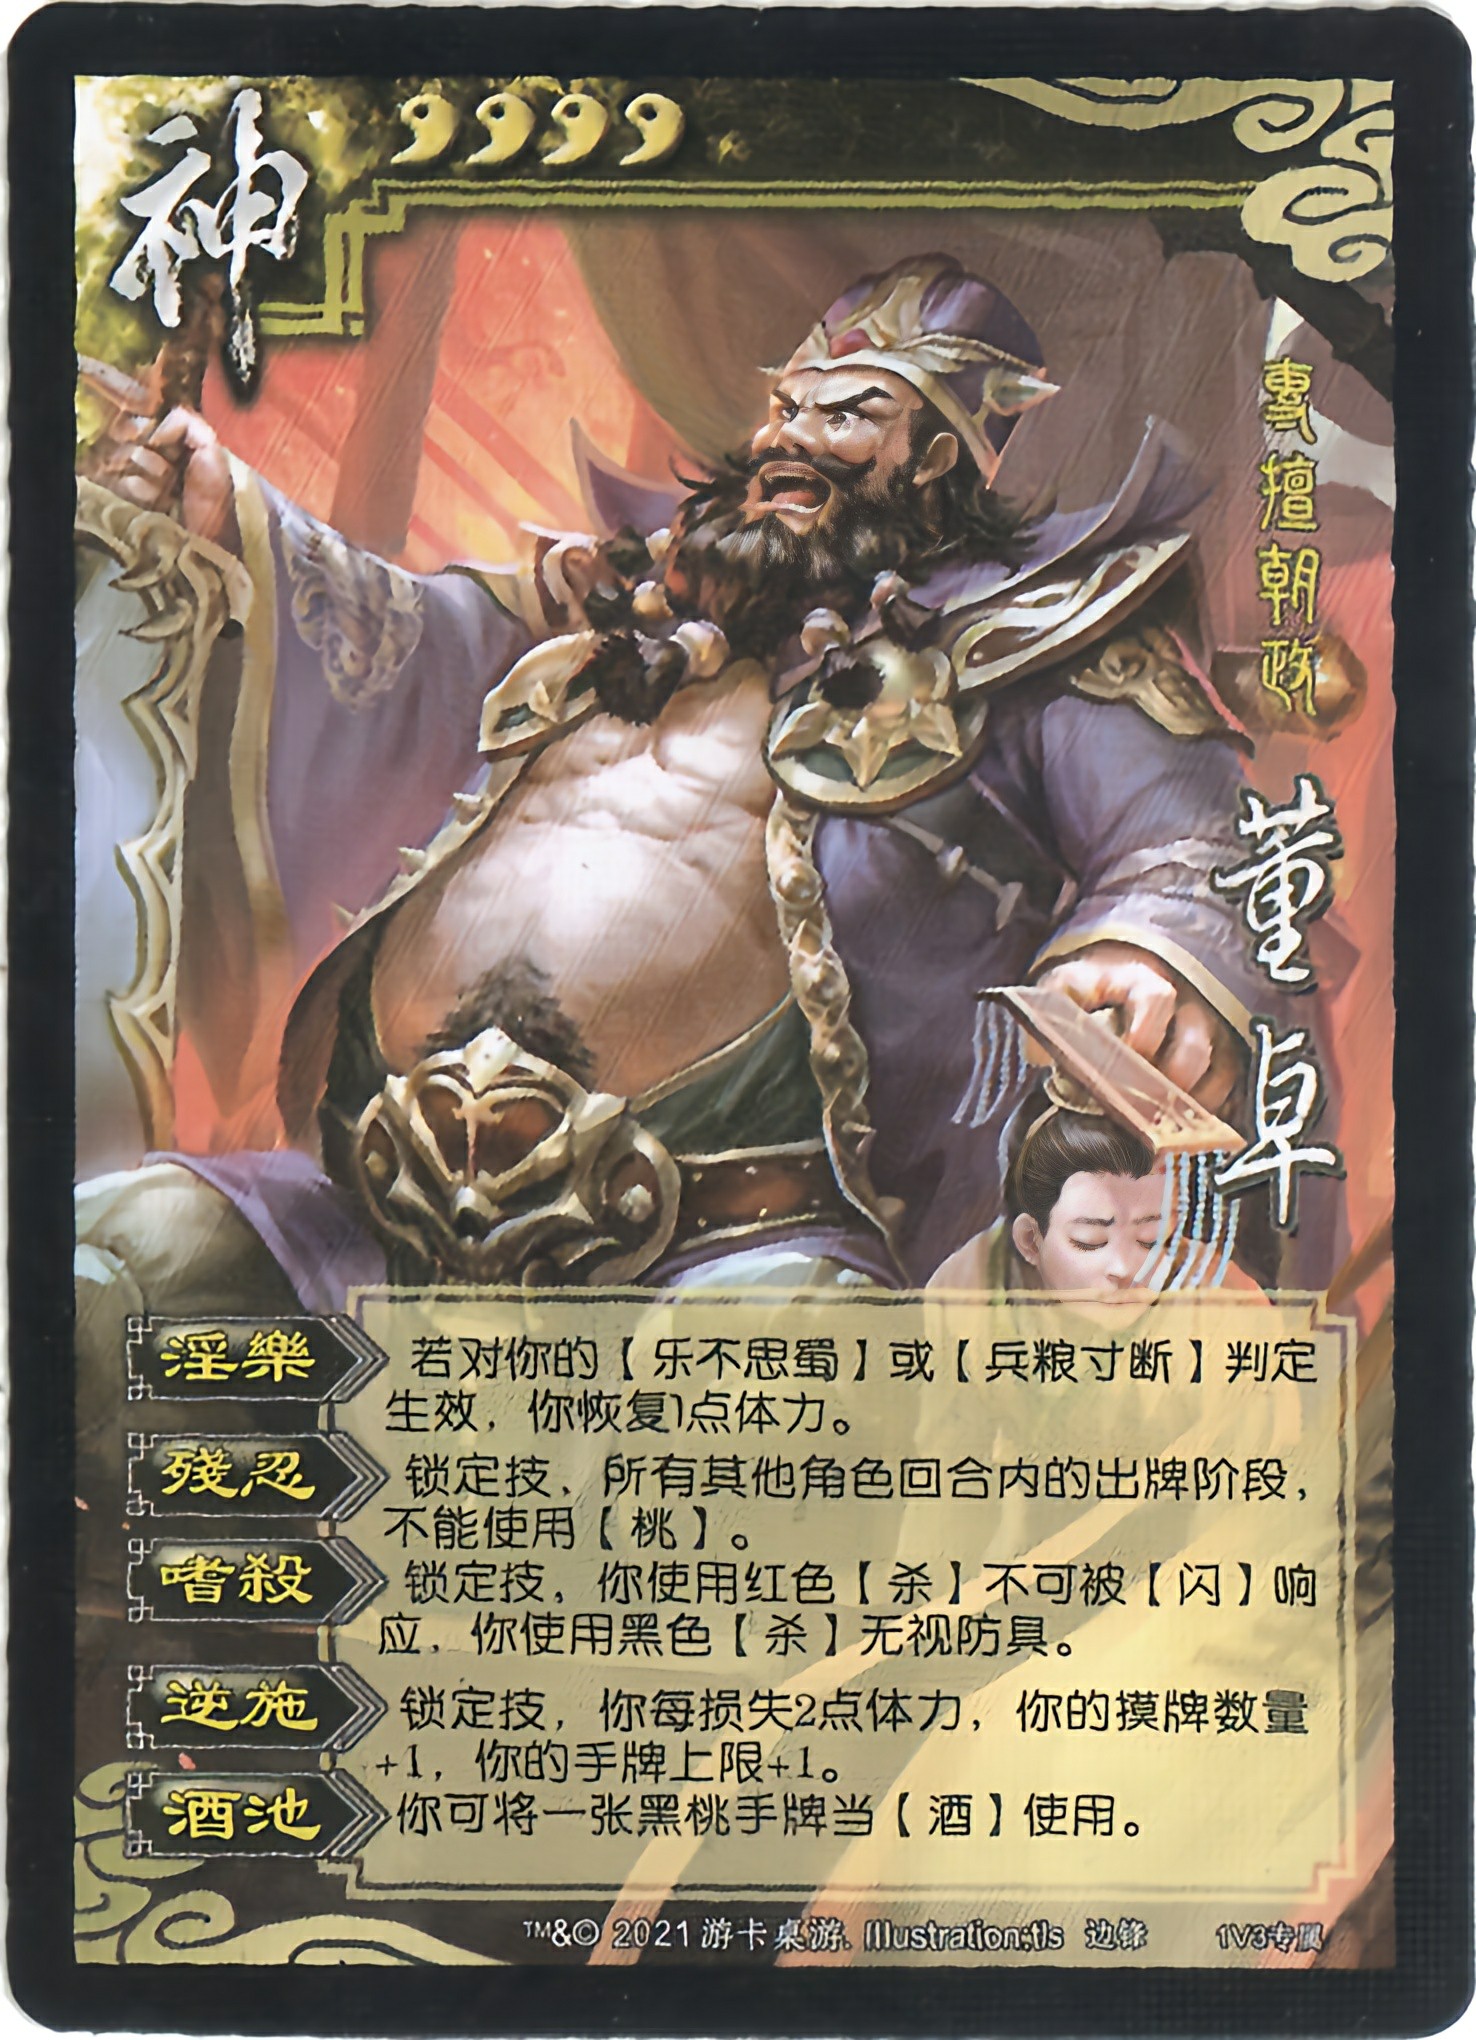 神
專擅朝政
董卓
淫樂
若对你的【乐不思蜀】或【兵粮寸断】判定
生效，你恢复1点体力。
殘忍
锁定技，所有其他角色回合内的出牌阶段，
不能使用【桃】。
嗜殺
锁定技，你使用红色【杀】不可被【闪】响
应，你使用黑色【杀】无视防具。
逆施
锁定技，你每损失2点体力，你的摸牌数量
+1，你的手牌上限+1。
酒池
你可将一张黑桃手牌当【酒】使用。
™&© 2021 游卡桌游. Illustration:tls 边锋
1V3专属